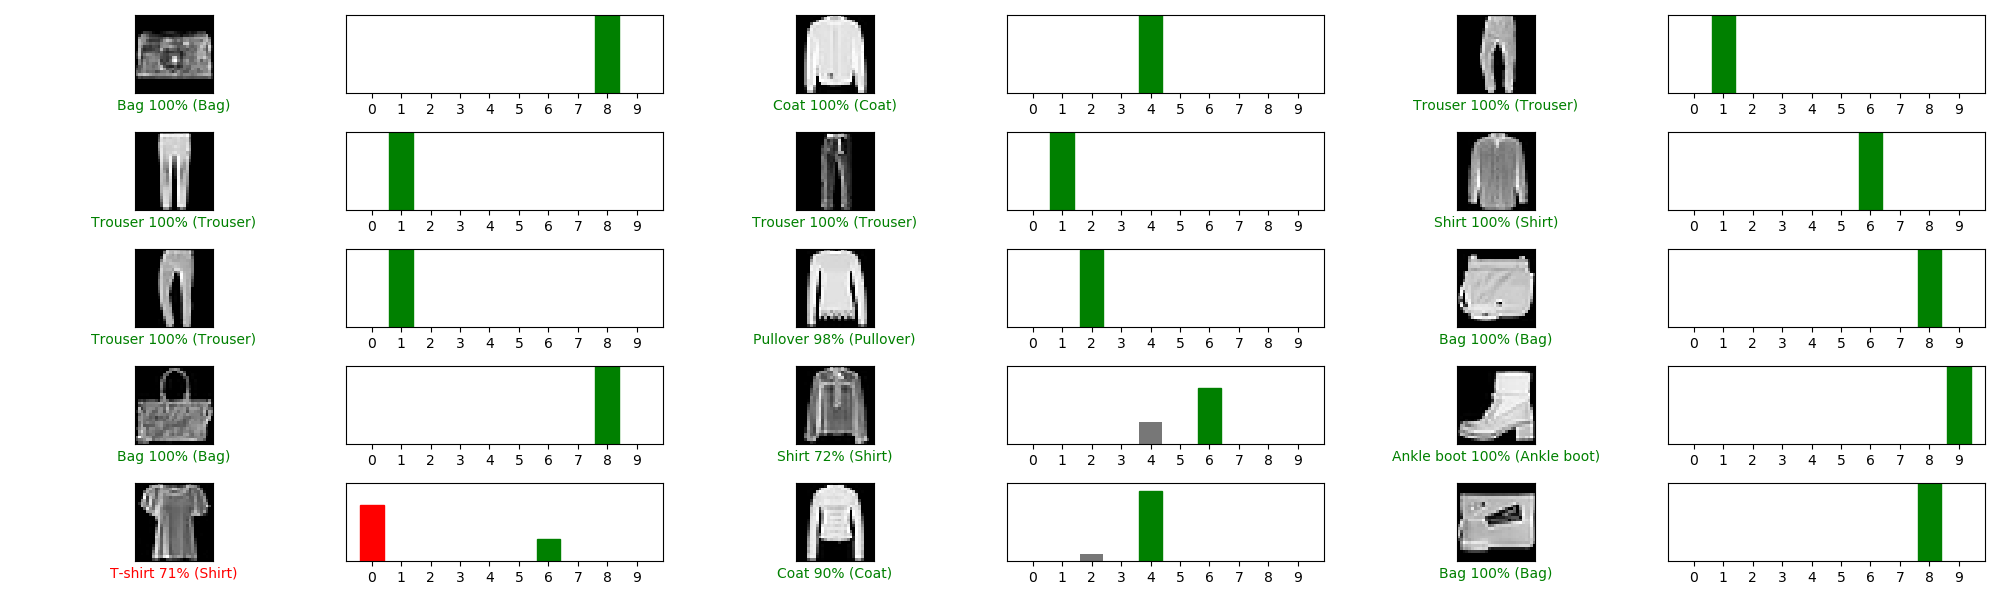 0 1 2 3 4 5 6 7 8 9 0 1 2 3 4 5 6 7 8 9 0 1 2 3 4 5 6 7 8 9
Bag 100% (Bag) Coat 100% (Coat) Trouser 100% (Trouser)
0 1 2 3 4 5 6 7 8 9 0 1 2 3 4 5 6 7 8 9 0 1 2 3 4 5 6 7 8 9
Trouser 100% (Trouser) Trouser 100% (Trouser) Shirt 100% (Shirt)
0 1 2 3 4 5 6 7 8 9 0 1 2 3 4 5 6 7 8 9 0 1 2 3 4 5 6 7 8 9
Trouser 100% (Trouser) Pullover 98% (Pullover) Bag 100% (Bag)
0 1 2 3 4 5 6 7 8 9 0 1 2 3 4 5 6 7 8 9 0 1 2 3 4 5 6 7 8 9
Bag 100% (Bag) Shirt 72% (Shirt) Ankle boot 100% (Ankle boot)
0 1 2 3 4 5 6 7 8 9 0 1 2 3 4 5 6 7 8 9 0 1 2 3 4 5 6 7 8 9
T-shirt 71% (Shirt) Coat 90% (Coat) Bag 100% (Bag)